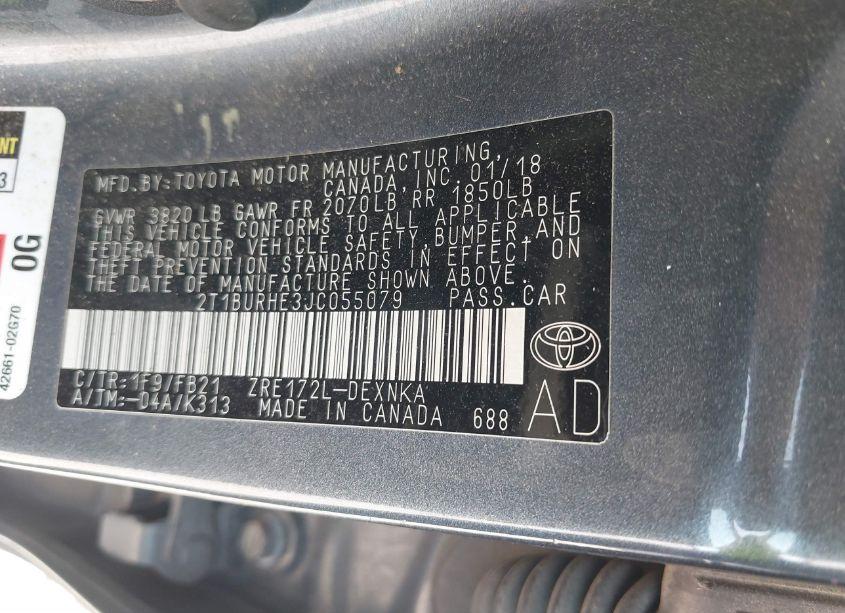 NT
3
0G
42661-02G70
MFD. BY: TOYOTA MOTOR MANUFACTURING,
CANADA, INC. 01/18
GVWR 3820 LB GAWR FR 2070LB RR 1850LB
THIS VEHICLE CONFORMS TO ALL APPLICABLE
FEDERAL MOTOR VEHICLE SAFETY, BUMPER, AND
THEFT PREVENTION STANDARDS IN EFFECT ON
THE DATE OF MANUFACTURE SHOWN ABOVE.
2T1BURHE3JC055079 PASS. CAR
C/TR: 1F9/FB21 ZRE172L-DEXNKA
A/TM: -04A/K313 MADE IN CANADA 688
AD